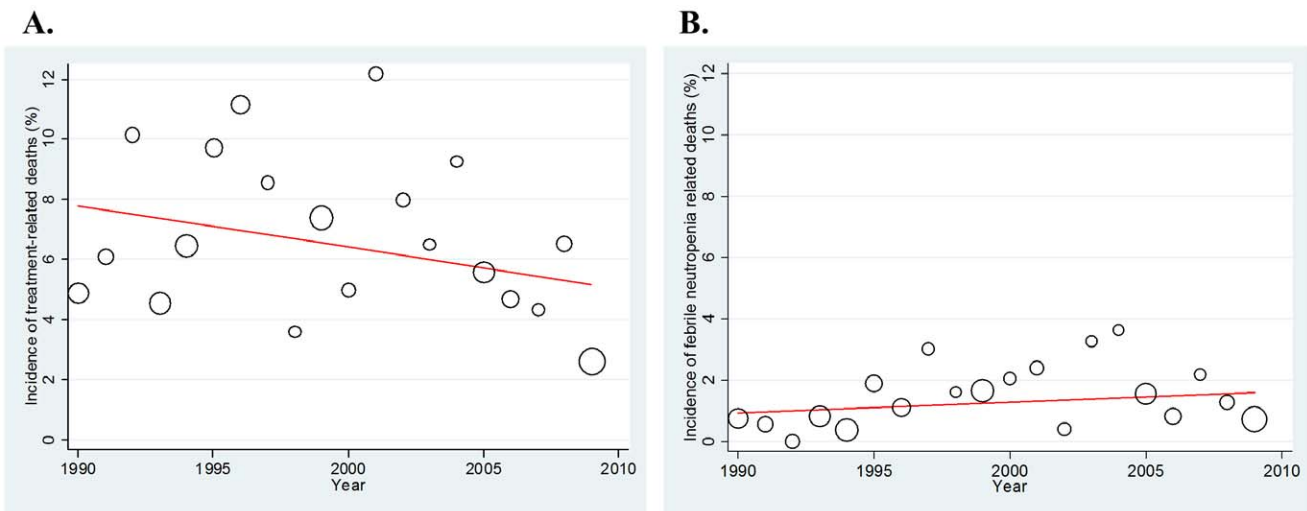 A.
Incidence of treatment-related deaths (%)
12
10
8
6
4
2
0
1990 1995 2000 2005 2010
Year
B.
Incidence of febrile neutropenia related deaths (%)
12
10
8
6
4
2
0
1990 1995 2000 2005 2010
Year